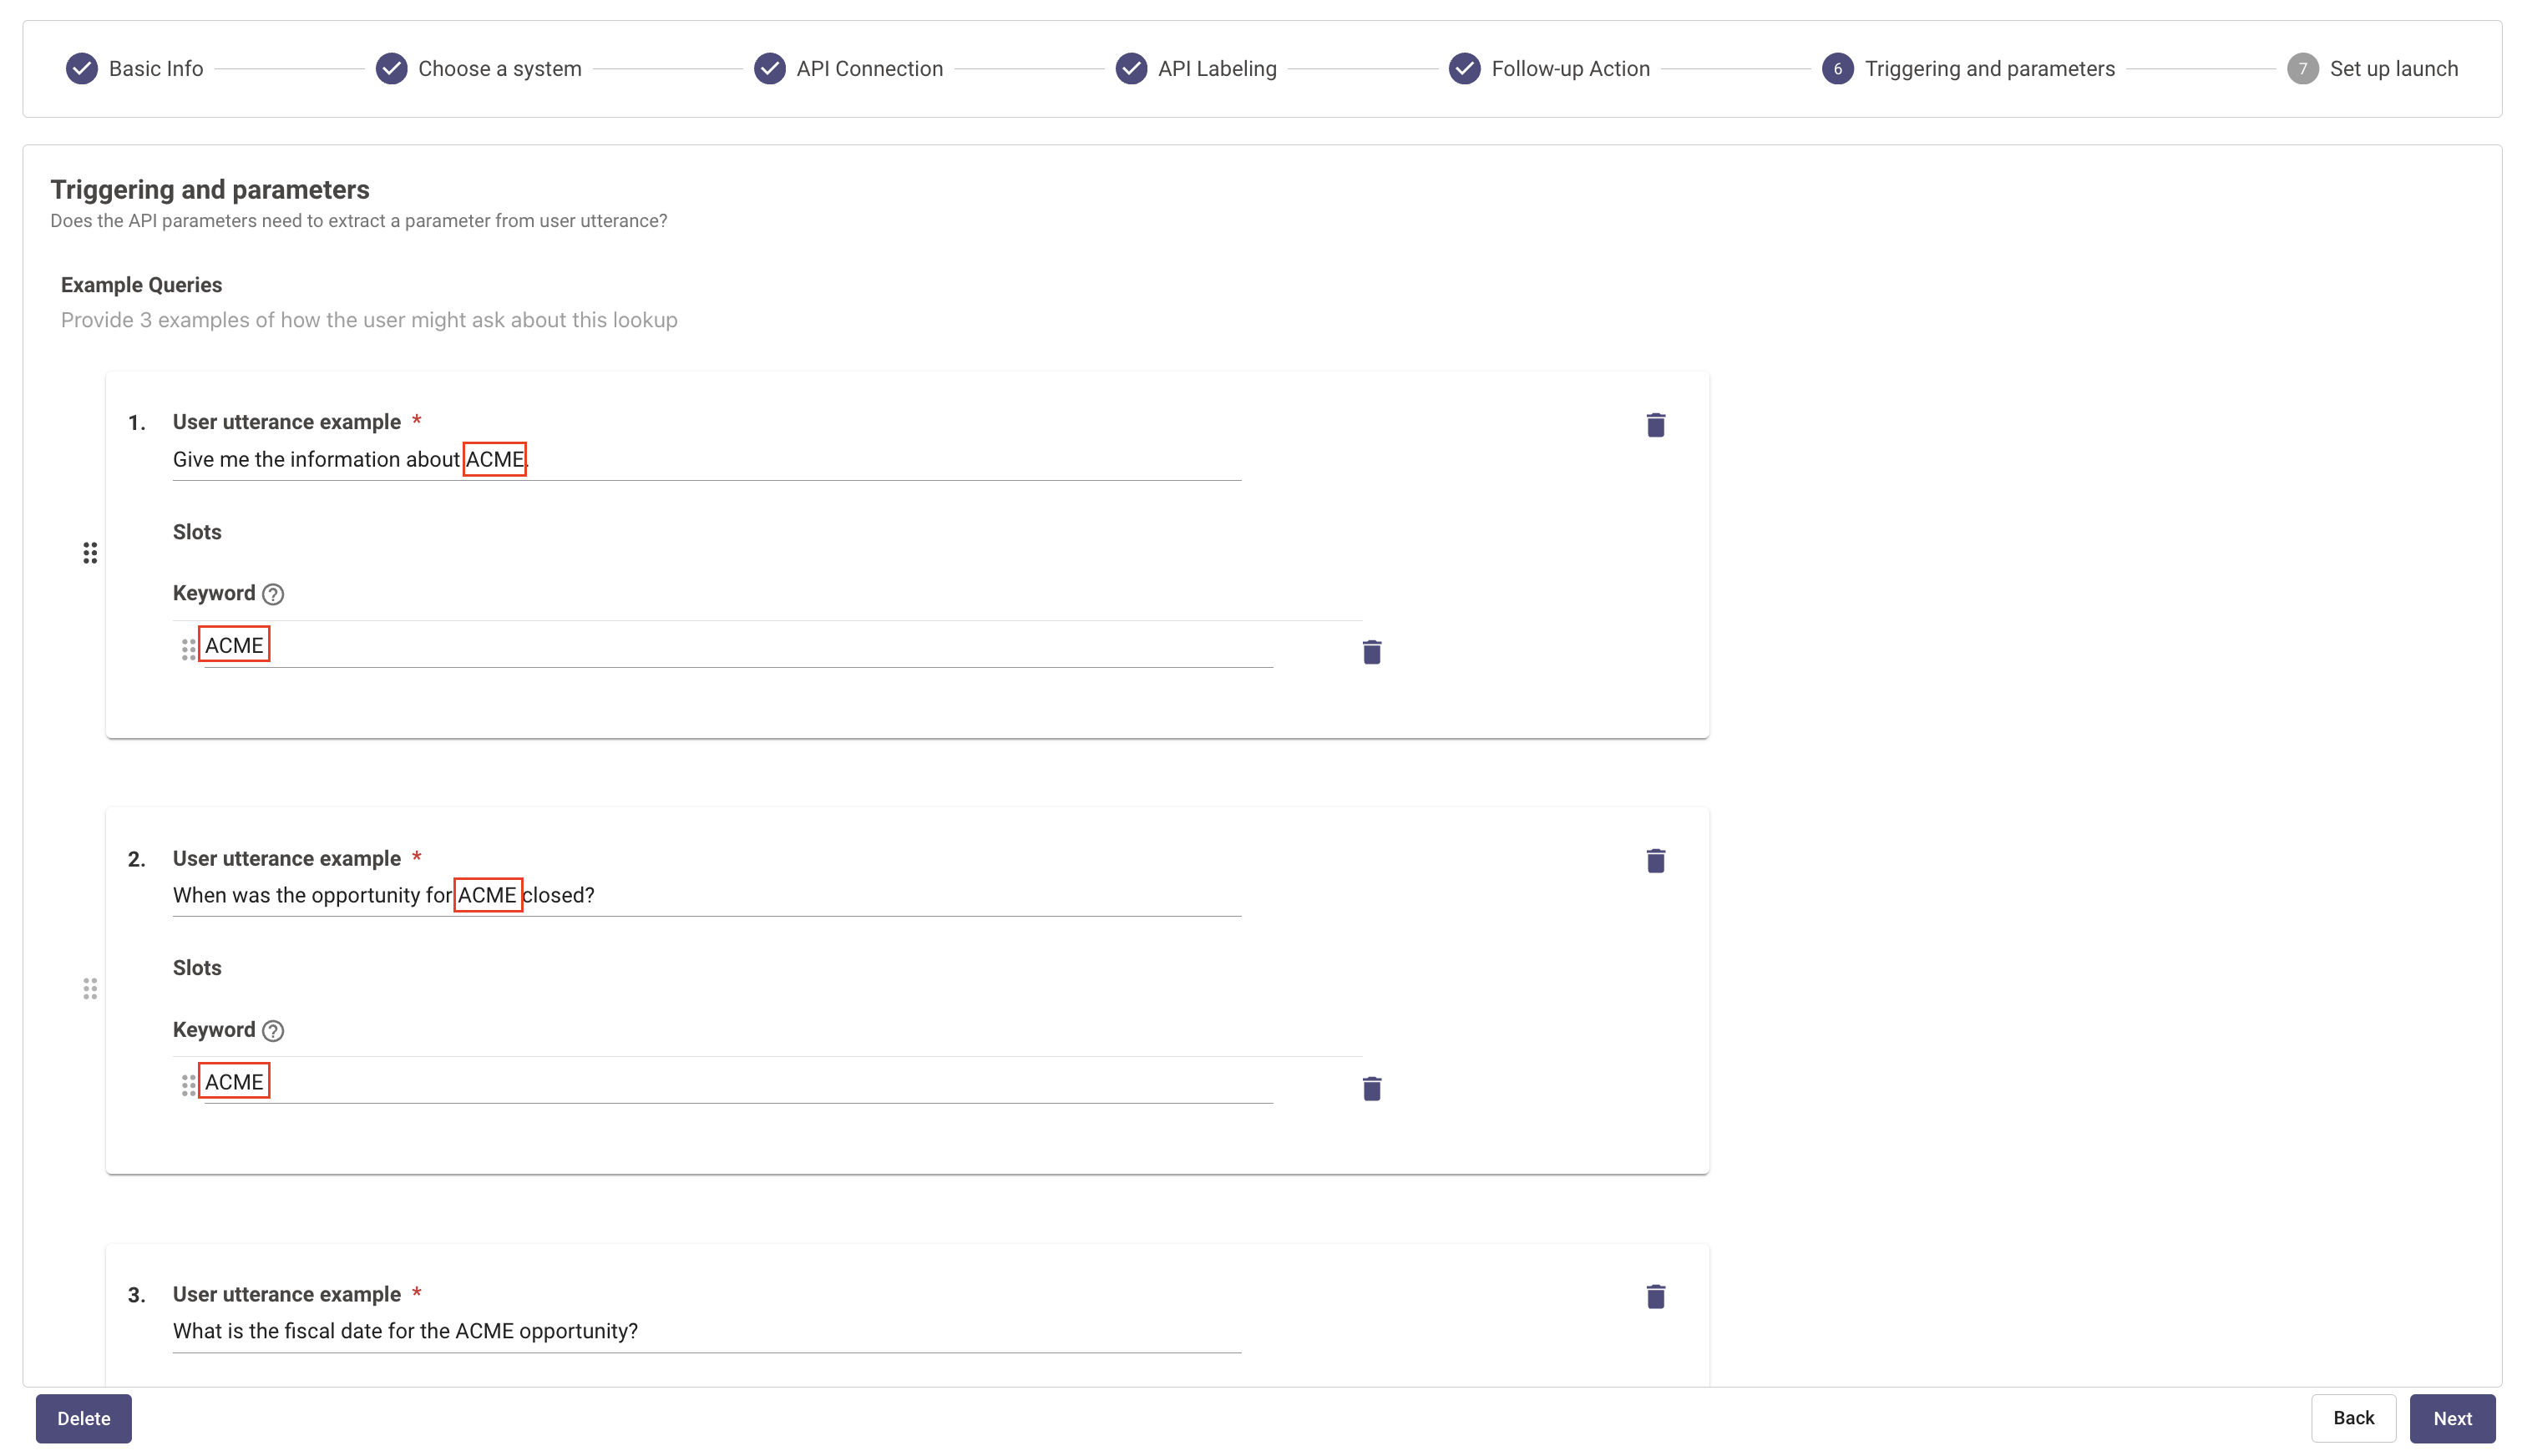 Basic Info Choose a system API Connection API Labeling Follow-up Action 6 Triggering and parameters 7 Set up launch
Triggering and parameters
Does the API parameters need to extract a parameter from user utterance?
Example Queries
Provide 3 examples of how the user might ask about this lookup
1. User utterance example *
Give me the information about ACME.
Slots
Keyword ?
ACME
2. User utterance example *
When was the opportunity for ACME closed?
Slots
Keyword ?
ACME
3. User utterance example *
What is the fiscal date for the ACME opportunity?
Delete Back Next